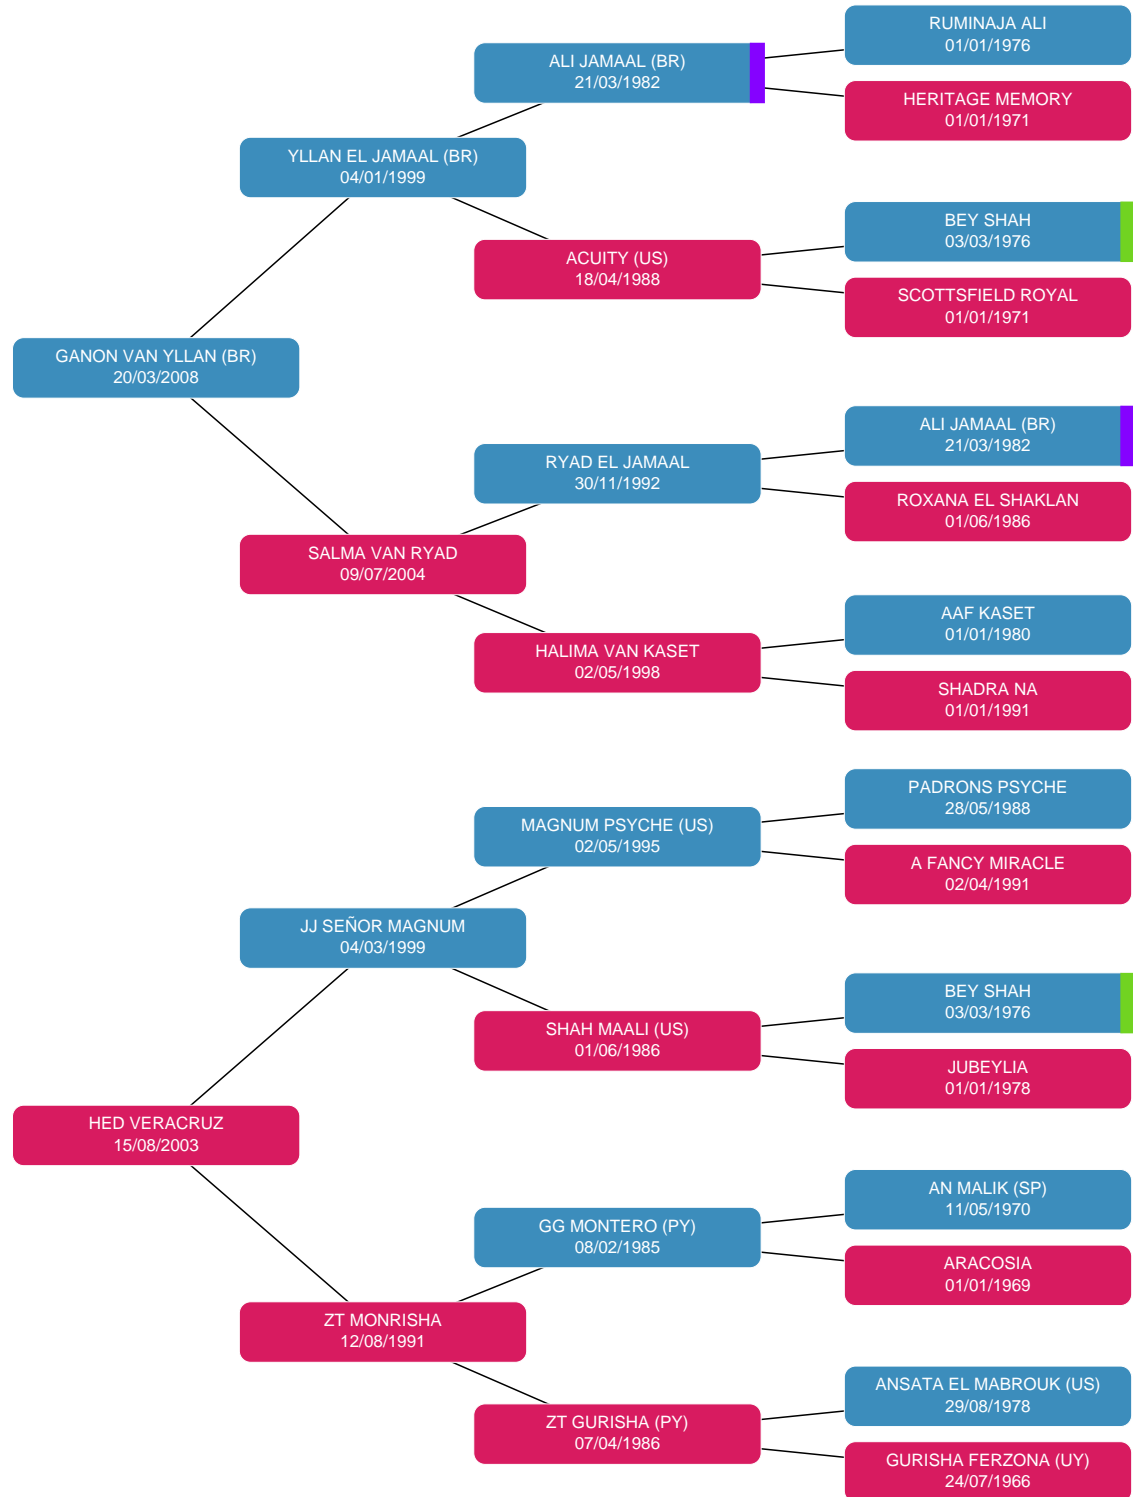 RUMINAJA ALI
01/01/1976
ALI JAMAAL (BR)
21/03/1982
HERITAGE MEMORY
01/01/1971
YLLAN EL JAMAAL (BR)
04/01/1999
BEY SHAH
03/03/1976
ACUITY (US)
18/04/1988
SCOTTSFIELD ROYAL
01/01/1971
GANON VAN YLLAN (BR)
20/03/2008
ALI JAMAAL (BR)
21/03/1982
RYAD EL JAMAAL
30/11/1992
ROXANA EL SHAKLAN
01/06/1986
SALMA VAN RYAD
09/07/2004
AAF KASET
01/01/1980
HALIMA VAN KASET
02/05/1998
SHADRA NA
01/01/1991
PADRONS PSYCHE
28/05/1988
MAGNUM PSYCHE (US)
02/05/1995
A FANCY MIRACLE
02/04/1991
JJ SEÑOR MAGNUM
04/03/1999
BEY SHAH
03/03/1976
SHAH MAALI (US)
01/06/1986
JUBEYLIA
01/01/1978
HED VERACRUZ
15/08/2003
AN MALIK (SP)
11/05/1970
GG MONTERO (PY)
08/02/1985
ARACOSIA
01/01/1969
ZT MONRISHA
12/08/1991
ANSATA EL MABROUK (US)
29/08/1978
ZT GURISHA (PY)
07/04/1986
GURISHA FERZONA (UY)
24/07/1966